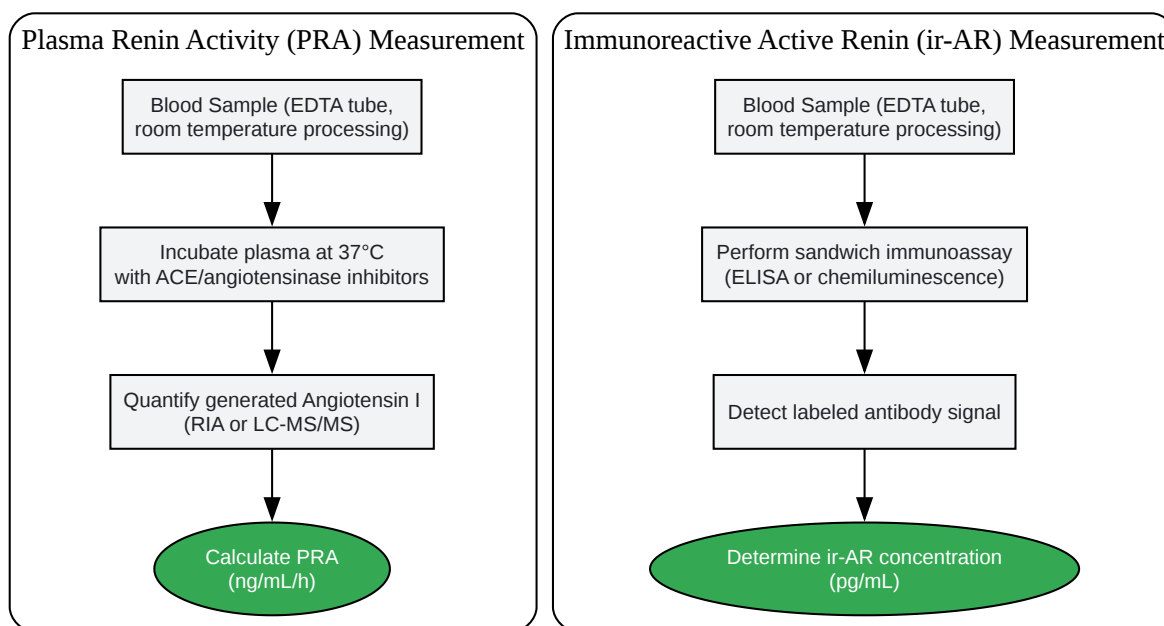 Plasma Renin Activity (PRA) Measurement
Blood Sample (EDTA tube,
room temperature processing)
Incubate plasma at 37°C
with ACE/angiotensinase inhibitors
Quantify generated Angiotensin I
(RIA or LC-MS/MS)
Calculate PRA
(ng/mL/h)
Immunoreactive Active Renin (ir-AR) Measurement
Blood Sample (EDTA tube,
room temperature processing)
Perform sandwich immunoassay
(ELISA or chemiluminescence)
Detect labeled antibody signal
Determine ir-AR concentration
(pg/mL)